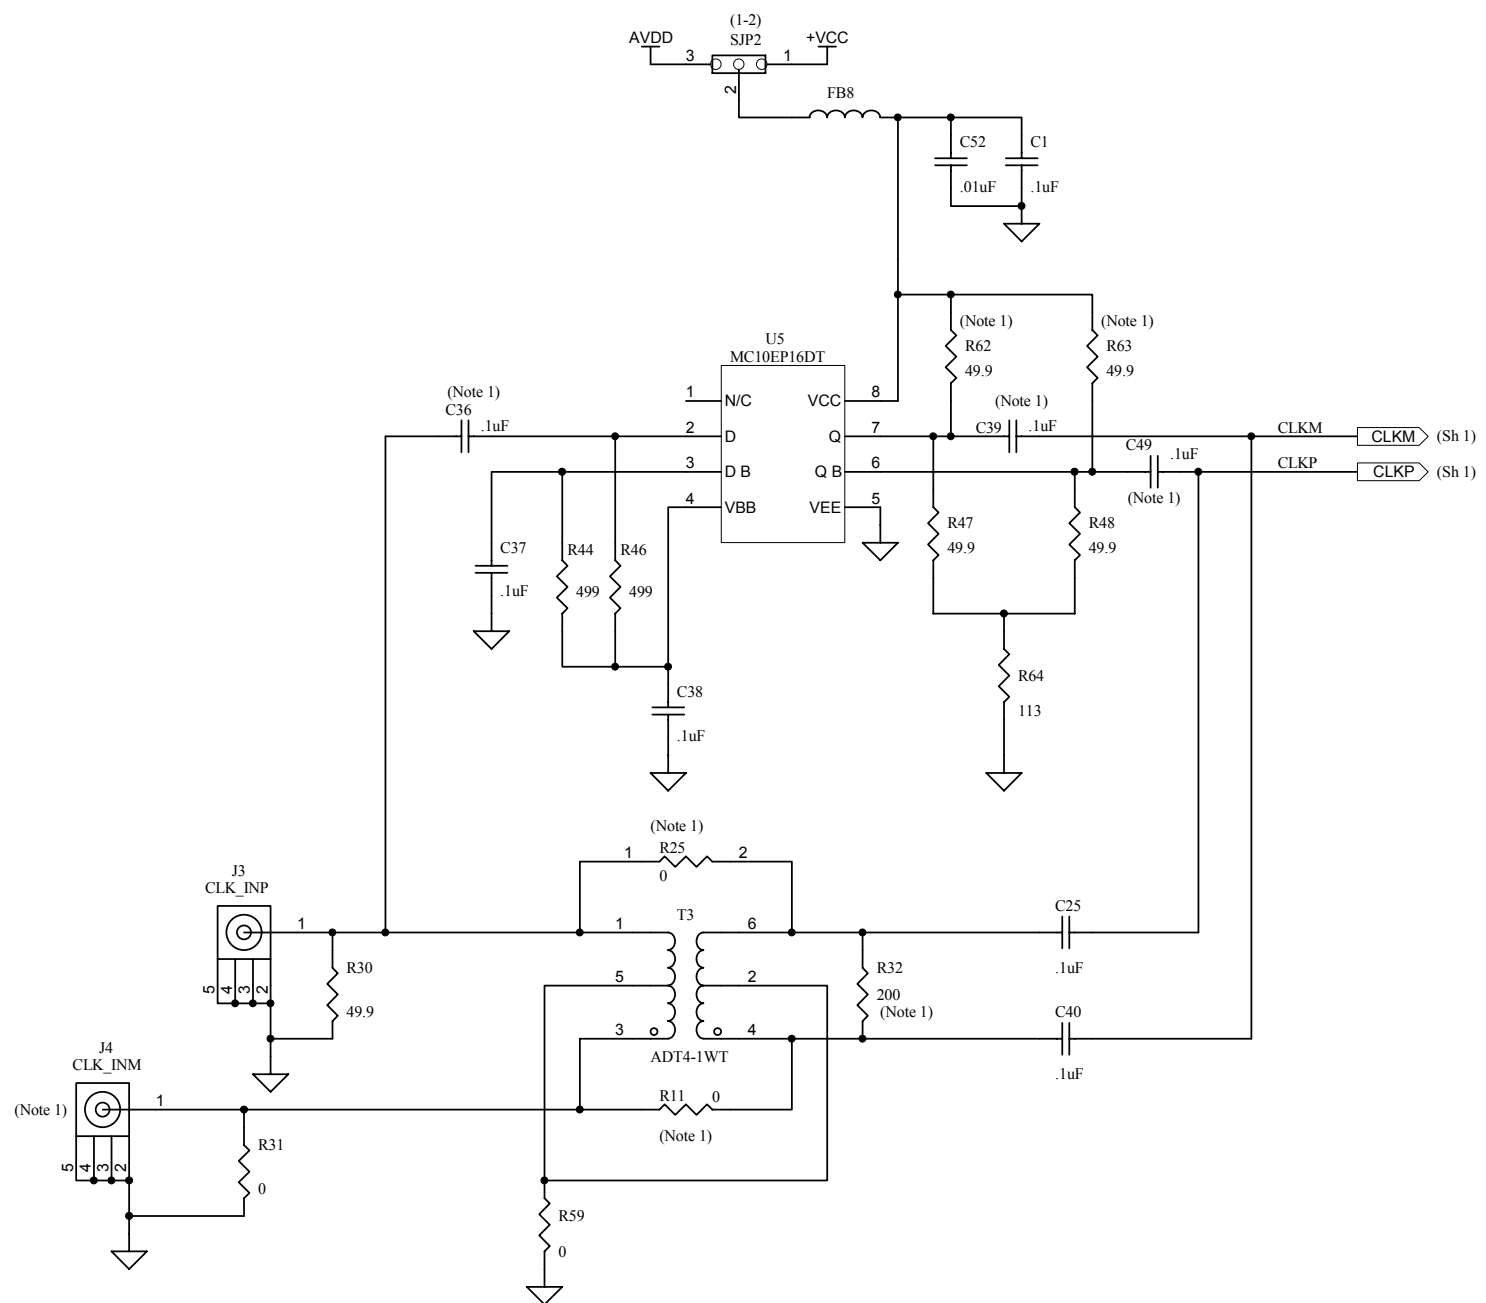 (1-2)
AVDD SJP2 +VCC
3 1
2
FB8
C52 C1
.01uF .1uF
(Note 1) (Note 1)
U5 R62 R63
MC10EP16DT 49.9 49.9
(Note 1) 1 N/C VCC 8
C36 .1uF (Note 1)
2 D Q 7 C39 .1uF CLKM CLKM (Sh 1)
C49 .1uF
3 D B Q B 6 CLKP CLKP (Sh 1)
(Note 1)
4 VBB VEE 5
R47 R48
49.9 49.9
C37 R44 R46
.1uF 499 499
R64
113
C38
.1uF
(Note 1)
1 R25 2
0
J3
CLK_INP
1
5 4 3 2
R30
49.9
T3
1 6
5 2
3 4
ADT4-1WT
C25
.1uF
R32
200
(Note 1)
C40
.1uF
J4
CLK_INM
(Note 1) 1
5 4 3 2
R31
0
R11 0
(Note 1)
R59
0